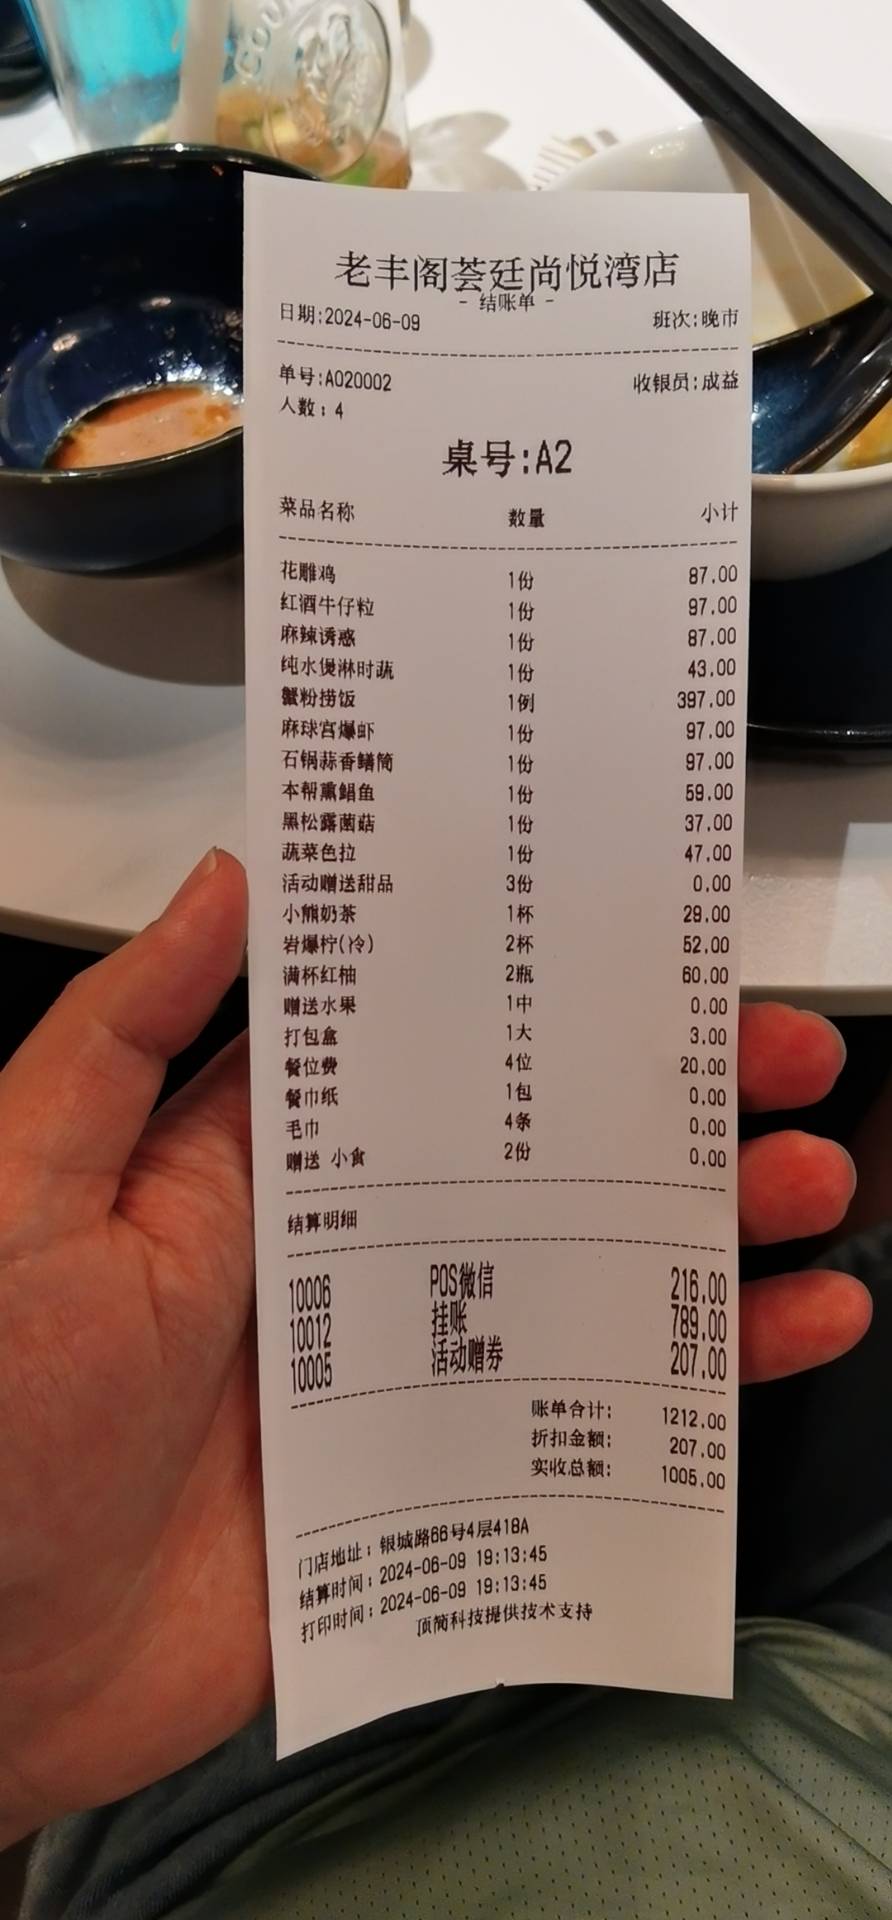 老丰阁荟廷尚悦湾店
- 结账单 -
日期:2024-06-09 班次:晚市
单号:A020002 收银员:成益
人数: 4
桌号:A2
菜品名称 数量 小计
花雕鸡 1份 87.00
红酒牛仔粒 1份 97.00
麻辣诱惑 1份 87.00
纯水煲淋时蔬 1份 43.00
蟹粉捞饭 1例 397.00
麻球宫爆虾 1份 97.00
石锅蒜香鳝筒 1份 97.00
本帮熏鲳鱼 1份 59.00
黑松露菌菇 1份 37.00
蔬菜色拉 1份 47.00
活动赠送甜品 3份 0.00
小熊奶茶 1杯 29.00
岩爆柠(冷) 2杯 52.00
满杯红柚 2瓶 60.00
赠送水果 1中 0.00
打包盒 1大 3.00
餐位费 4位 20.00
餐巾纸 1包 0.00
毛巾 4条 0.00
赠送 小食 2份 0.00
结算明细
10006 POS微信 216.00
10012 挂账 789.00
10005 活动赠券 207.00
账单合计: 1212.00
折扣金额: 207.00
实收总额: 1005.00
门店地址: 银城路66号4层418A
结算时间: 2024-06-09 19:13:45
打印时间: 2024-06-09 19:13:45
顶简科技提供技术支持